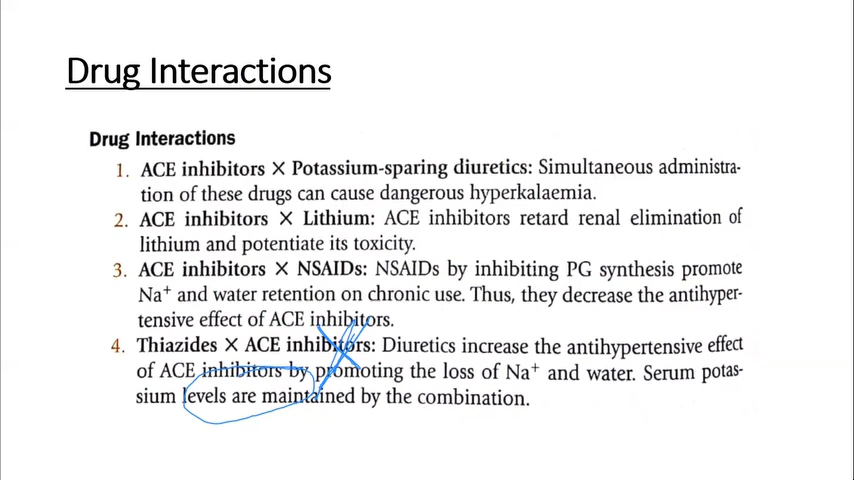 Drug Interactions
Drug Interactions
1. ACE inhibitors × Potassium-sparing diuretics: Simultaneous administra-
tion of these drugs can cause dangerous hyperkalaemia.
2. ACE inhibitors × Lithium: ACE inhibitors retard renal elimination of
lithium and potentiate its toxicity.
3. ACE inhibitors × NSAIDs: NSAIDs by inhibiting PG synthesis promote
Na⁺ and water retention on chronic use. Thus, they decrease the antihyper-
tensive effect of ACE inhibitors.
4. Thiazides × ACE inhibitors: Diuretics increase the antihypertensive effect
of ACE inhibitors by promoting the loss of Na⁺ and water. Serum potas-
sium levels are maintained by the combination.